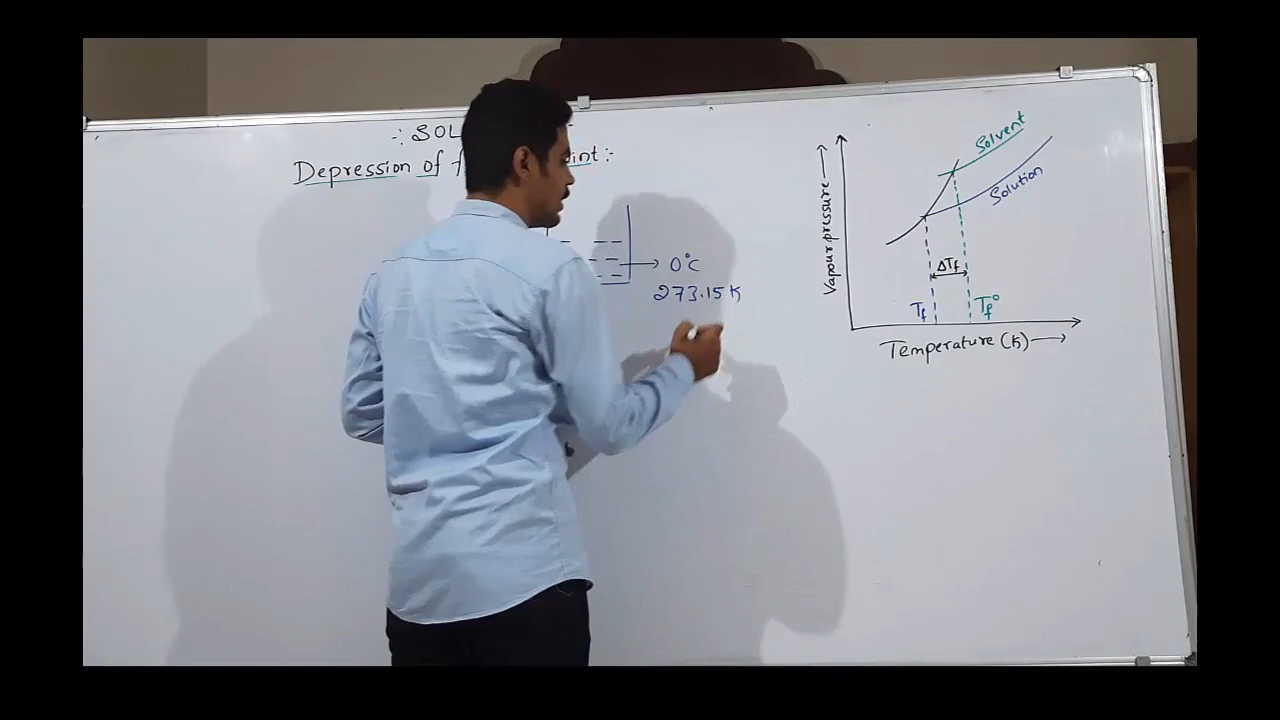 ∴ SOL
Depression of f int:-
0°C
273.15 K
Vapour pressure →
Solvent
Solution
ΔTf
Tf
Tf°
Temperature (K) →